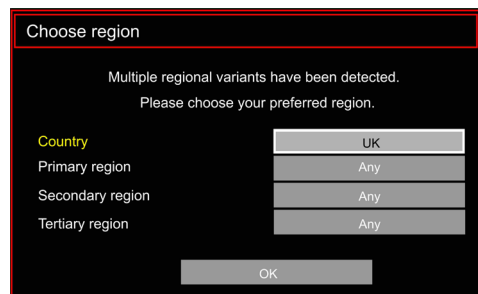 Choose region
Multiple regional variants have been detected.
Please choose your preferred region.
Country UK
Primary region Any
Secondary region Any
Tertiary region Any
OK